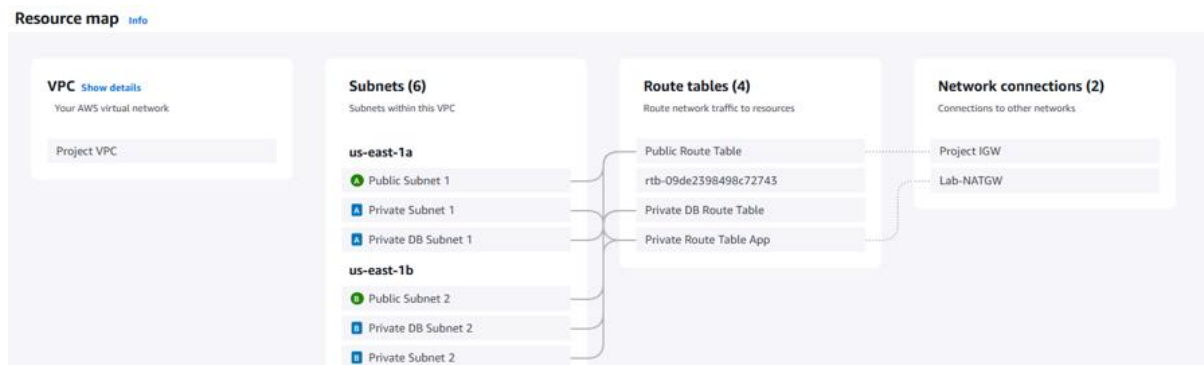 Resource map Info
VPC Show details
Your AWS virtual network
Project VPC
Subnets (6)
Subnets within this VPC
us-east-1a
A Public Subnet 1
A Private Subnet 1
A Private DB Subnet 1
us-east-1b
B Public Subnet 2
B Private DB Subnet 2
B Private Subnet 2
Route tables (4)
Route network traffic to resources
Public Route Table
rtb-09de2398498c72743
Private DB Route Table
Private Route Table App
Network connections (2)
Connections to other networks
Project IGW
Lab-NATGW